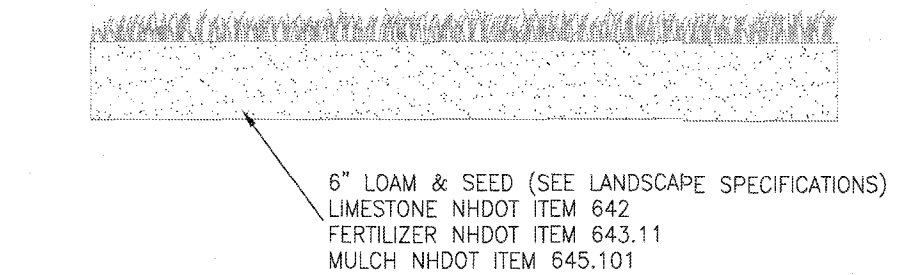 6" LOAM & SEED (SEE LANDSCAPE SPECIFICATIONS)
LIMESTONE NHDOT ITEM 642
FERTILIZER NHDOT ITEM 643.11
MULCH NHDOT ITEM 645.101